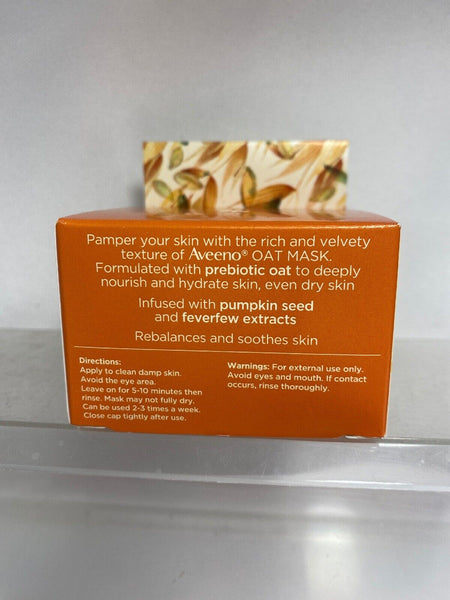 Pamper your skin with the rich and velvety
texture of Aveeno® OAT MASK.
Formulated with prebiotic oat to deeply
nourish and hydrate skin, even dry skin
Infused with pumpkin seed
and feverfew extracts
Rebalances and soothes skin
Directions:
Apply to clean damp skin.
Avoid the eye area.
Leave on for 5-10 minutes then
rinse. Mask may not fully dry.
Can be used 2-3 times a week.
Close cap tightly after use.
Warnings: For external use only.
Avoid eyes and mouth. If contact
occurs, rinse thoroughly.